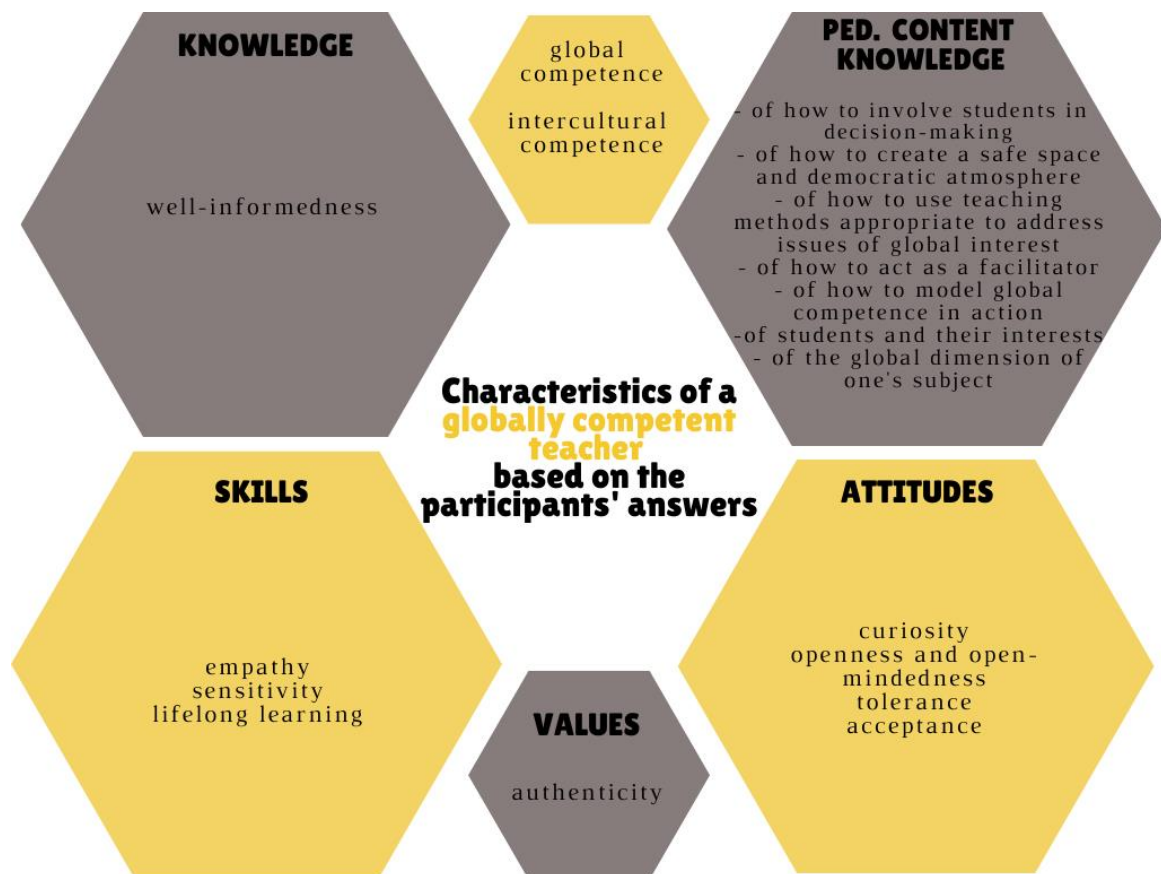 KNOWLEDGE
well-informedness
global
competence
intercultural
competence
PED. CONTENT
KNOWLEDGE
- of how to involve students in
decision-making
- of how to create a safe space
and democratic atmosphere
- of how to use teaching
methods appropriate to address
issues of global interest
- of how to act as a facilitator
- of how to model global
competence in action
-of students and their interests
- of the global dimension of
one's subject
Characteristics of a
globally competent
teacher
based on the
participants' answers
SKILLS
empathy
sensitivity
lifelong learning
VALUES
authenticity
ATTITUDES
curiosity
openness and open-
mindedness
tolerance
acceptance